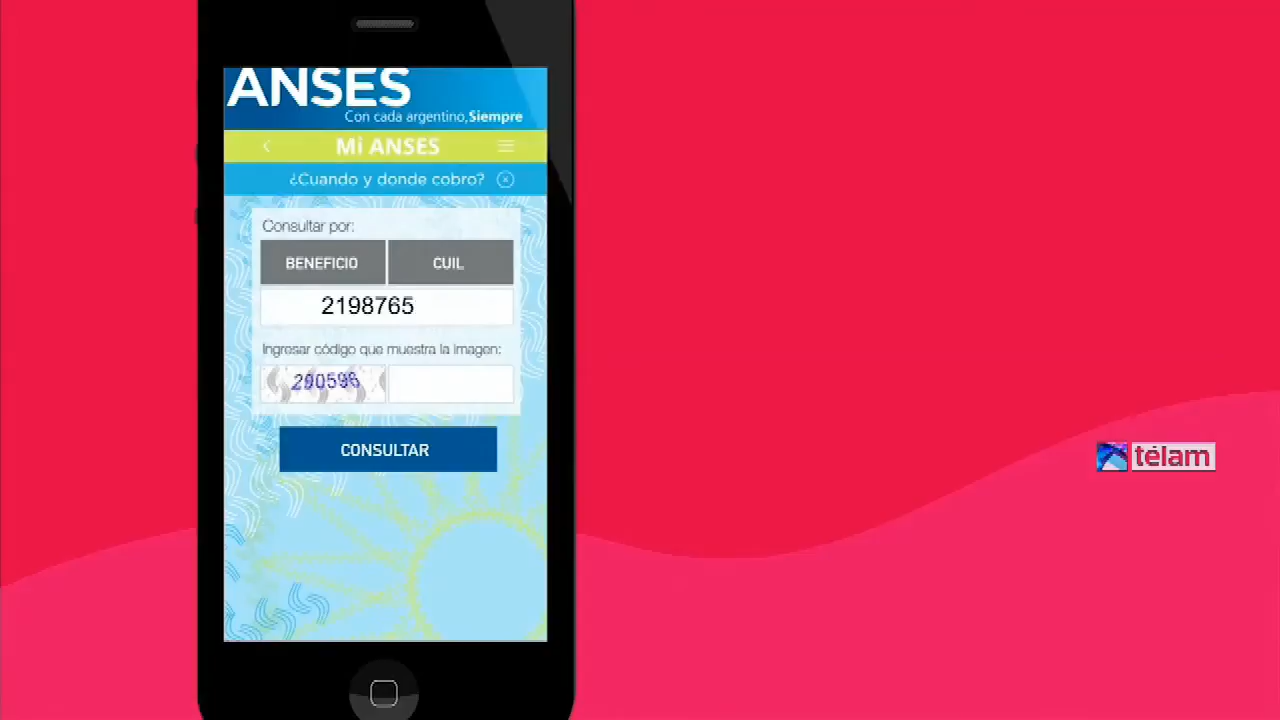 ANSES
Con cada argentino,Siempre
Mi ANSES
¿Cuando y donde cobro?
Consultar por:
BENEFICIO CUIL
2198765
Ingresar código que muestra la imagen:
290596
CONSULTAR
télam